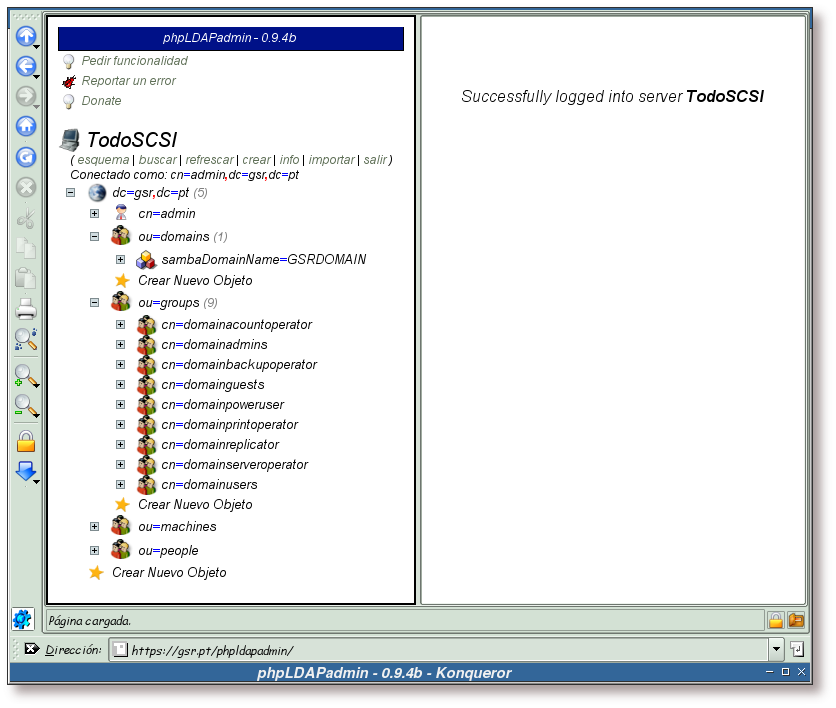 phpLDAPadmin - 0.9.4b
Pedir funcionalidad
Reportar un error
Donate
TodoSCSI
( esquema | buscar | refrescar | crear | info | importar | salir )
Conectado como: cn=admin,dc=gsr,dc=pt
dc=gsr,dc=pt (5)
cn=admin
ou=domains (1)
sambaDomainName=GSRDOMAIN
Crear Nuevo Objeto
ou=groups (9)
cn=domainacountoperator
cn=domainadmins
cn=domainbackupoperator
cn=domainguests
cn=domainpoweruser
cn=domainprintoperator
cn=domainreplicator
cn=domainserveroperator
cn=domainusers
Crear Nuevo Objeto
ou=machines
ou=people
Crear Nuevo Objeto
Successfully logged into server TodoSCSI
Página cargada.
Dirección: https://gsr.pt/phpldapadmin/
phpLDAPadmin - 0.9.4b - Konqueror